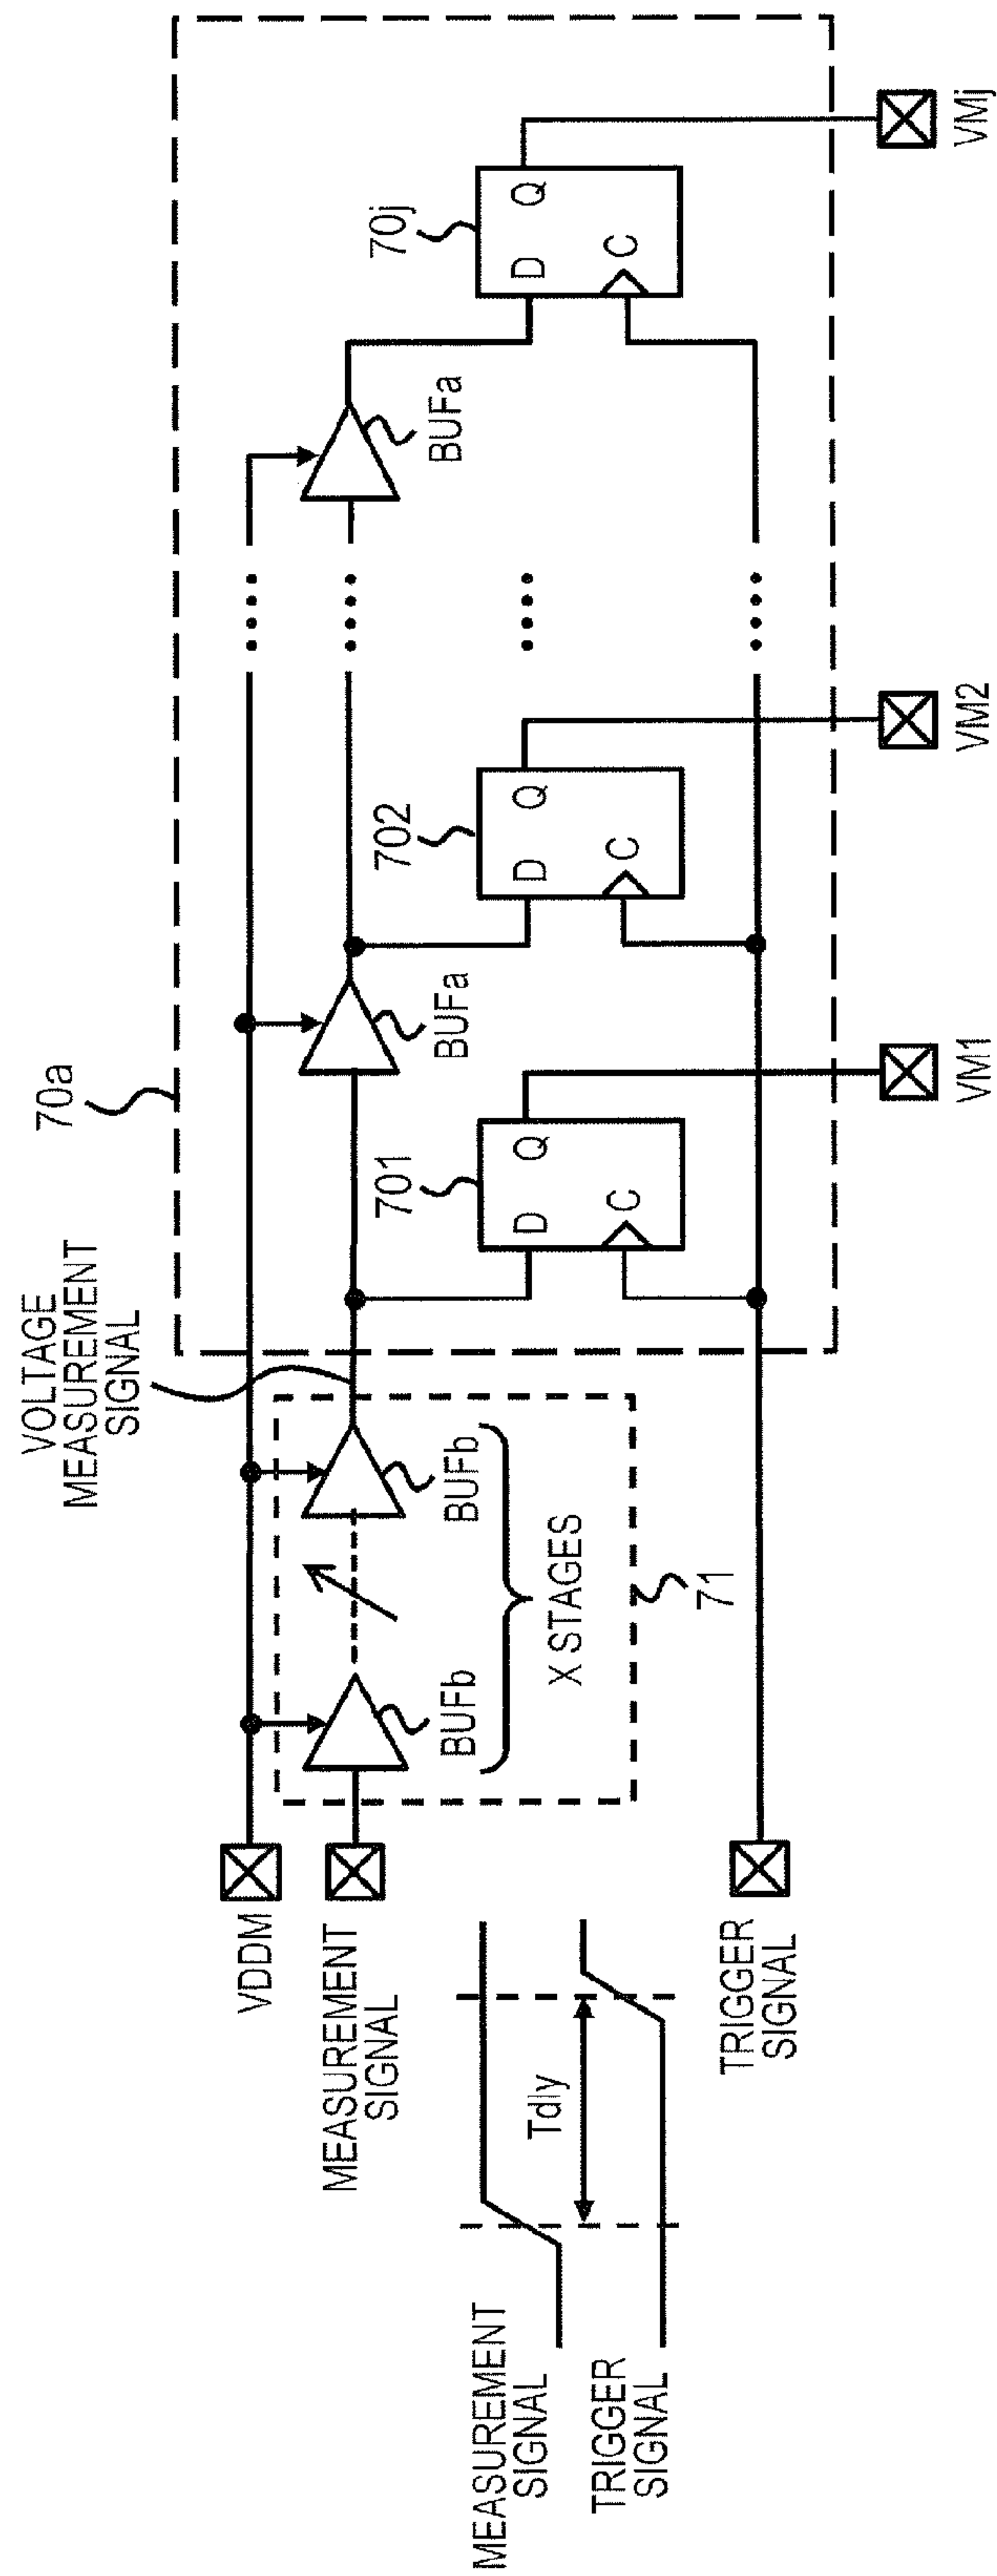 70a
VOLTAGE
MEASUREMENT
SIGNAL
VDDM
MEASUREMENT
SIGNAL
BUFb
BUFb
X STAGES
71
BUFa
BUFa
701
D
Q
C
702
D
Q
C
70j
D
Q
C
TRIGGER
SIGNAL
VM1
VM2
VMj
MEASUREMENT
SIGNAL
Tdly
TRIGGER
SIGNAL